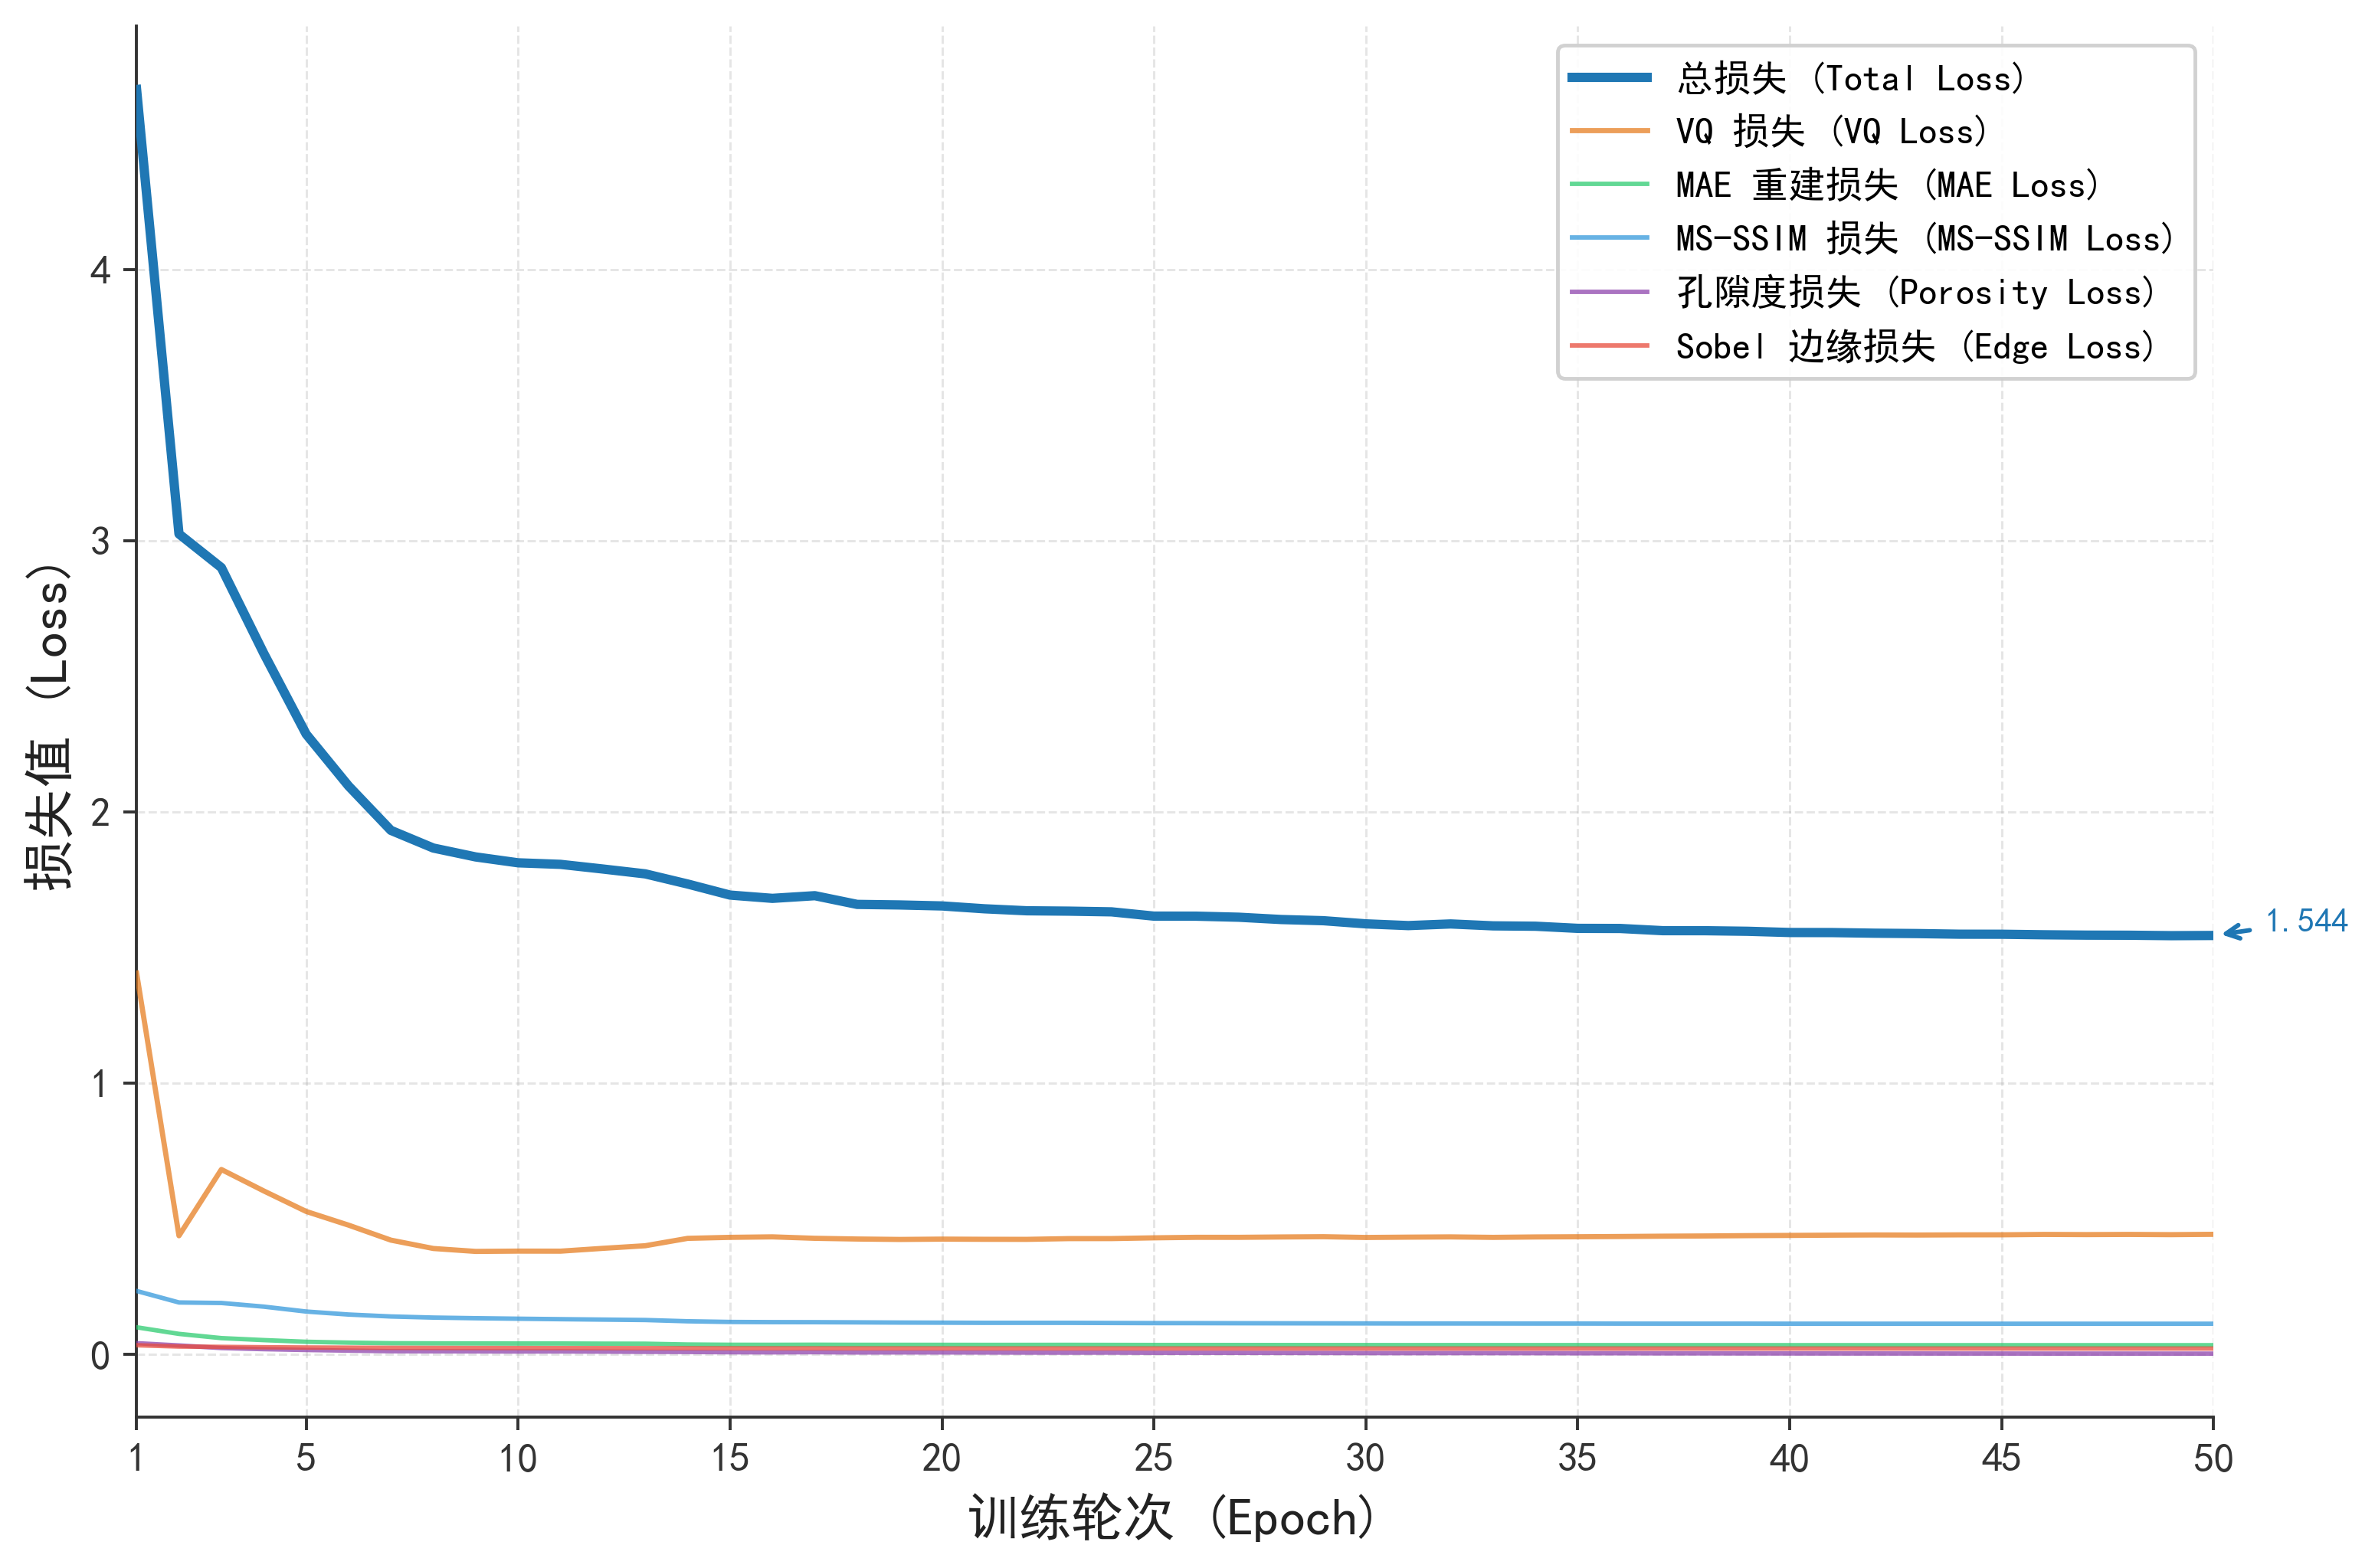 总损失 (Total Loss)
VQ 损失 (VQ Loss)
MAE 重建损失 (MAE Loss)
MS-SSIM 损失 (MS-SSIM Loss)
孔隙度损失 (Porosity Loss)
Sobel 边缘损失 (Edge Loss)
损失值 (Loss)
4
3
2
1
0
1.544
1 5 10 15 20 25 30 35 40 45 50
训练轮次 (Epoch)